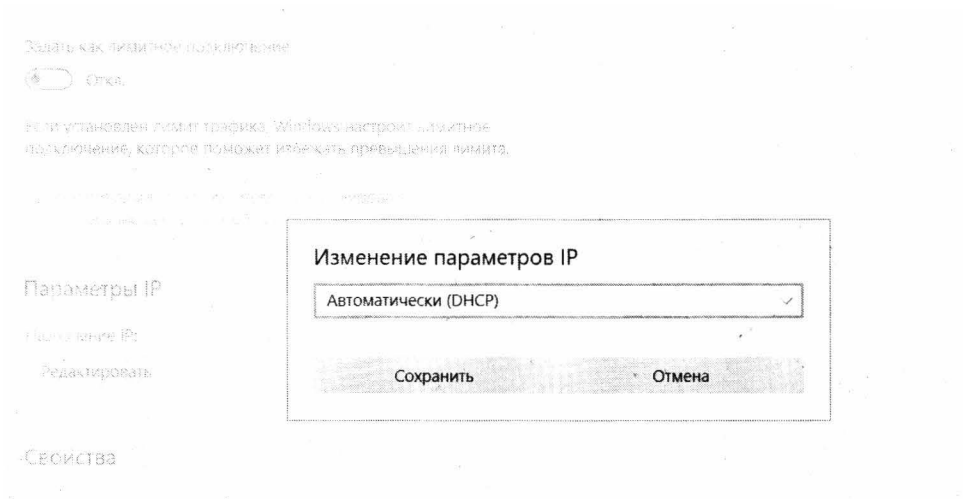 Задать как лимитное подключение
Откл.
Если установлен лимит трафика, Windows настроит лимитное
подключение, которое поможет избежать превышения лимита.
Изменение параметров IP
Параметры IP
Автоматически (DHCP)
Назначение IP:
Редактировать
Сохранить
Отмена
Свойства